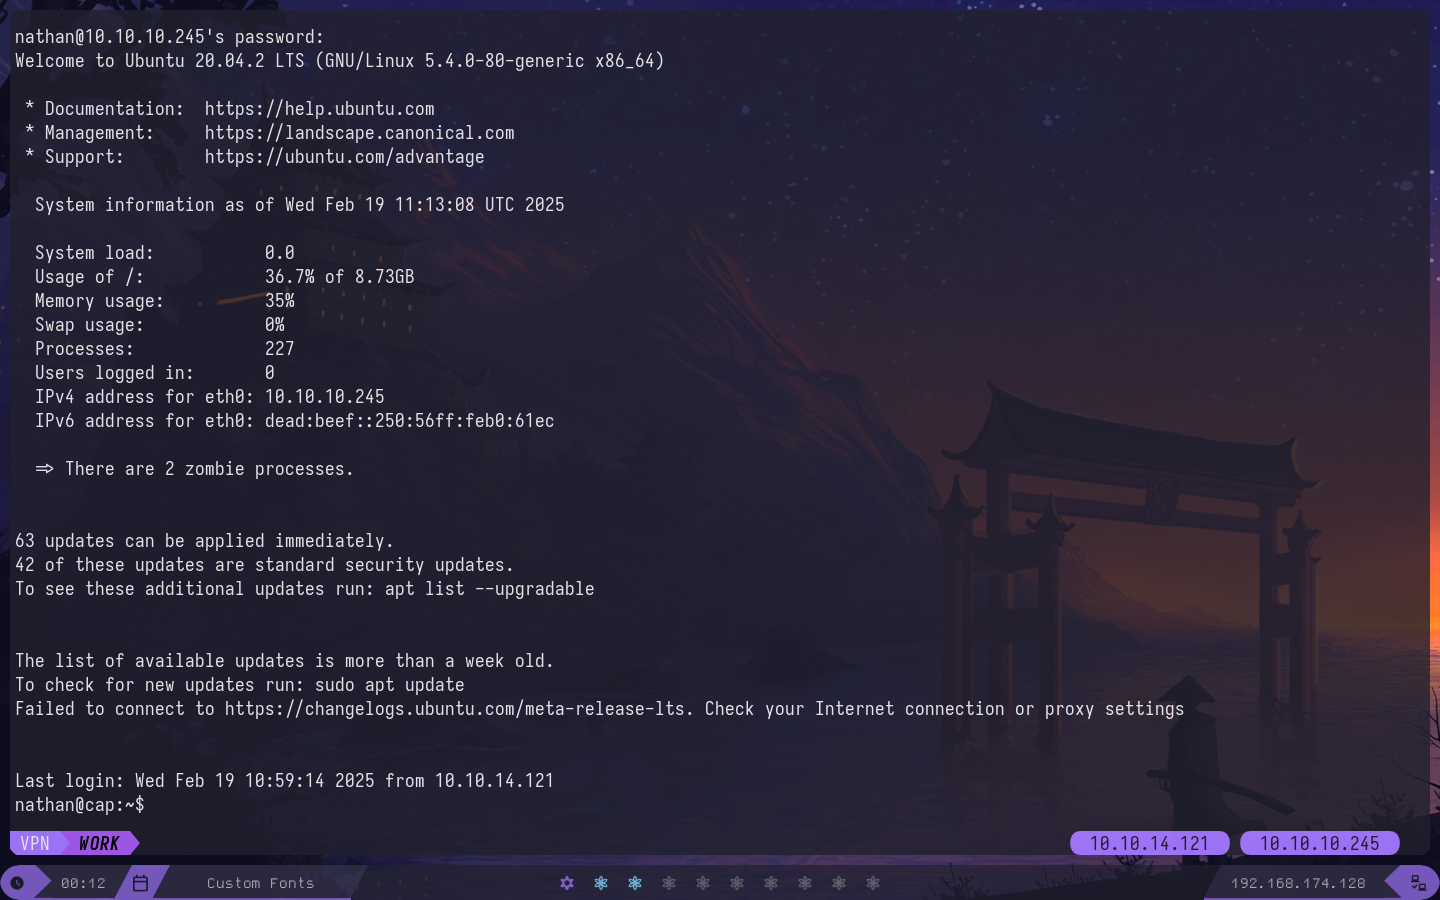 nathan@10.10.10.245's password:
Welcome to Ubuntu 20.04.2 LTS (GNU/Linux 5.4.0-80-generic x86_64)
* Documentation:  https://help.ubuntu.com
* Management:     https://landscape.canonical.com
* Support:        https://ubuntu.com/advantage
System information as of Wed Feb 19 11:13:08 UTC 2025
System load:           0.0
Usage of /:            36.7% of 8.73GB
Memory usage:          35%
Swap usage:            0%
Processes:             227
Users logged in:       0
IPv4 address for eth0: 10.10.10.245
IPv6 address for eth0: dead:beef::250:56ff:feb0:61ec
=> There are 2 zombie processes.
63 updates can be applied immediately.
42 of these updates are standard security updates.
To see these additional updates run: apt list --upgradable
The list of available updates is more than a week old.
To check for new updates run: sudo apt update
Failed to connect to https://changelogs.ubuntu.com/meta-release-lts. Check your Internet connection or proxy settings
Last login: Wed Feb 19 10:59:14 2025 from 10.10.14.121
nathan@cap:~$
VPN WORK 10.10.14.121 10.10.10.245
00:12 Custom Fonts 192.168.174.128